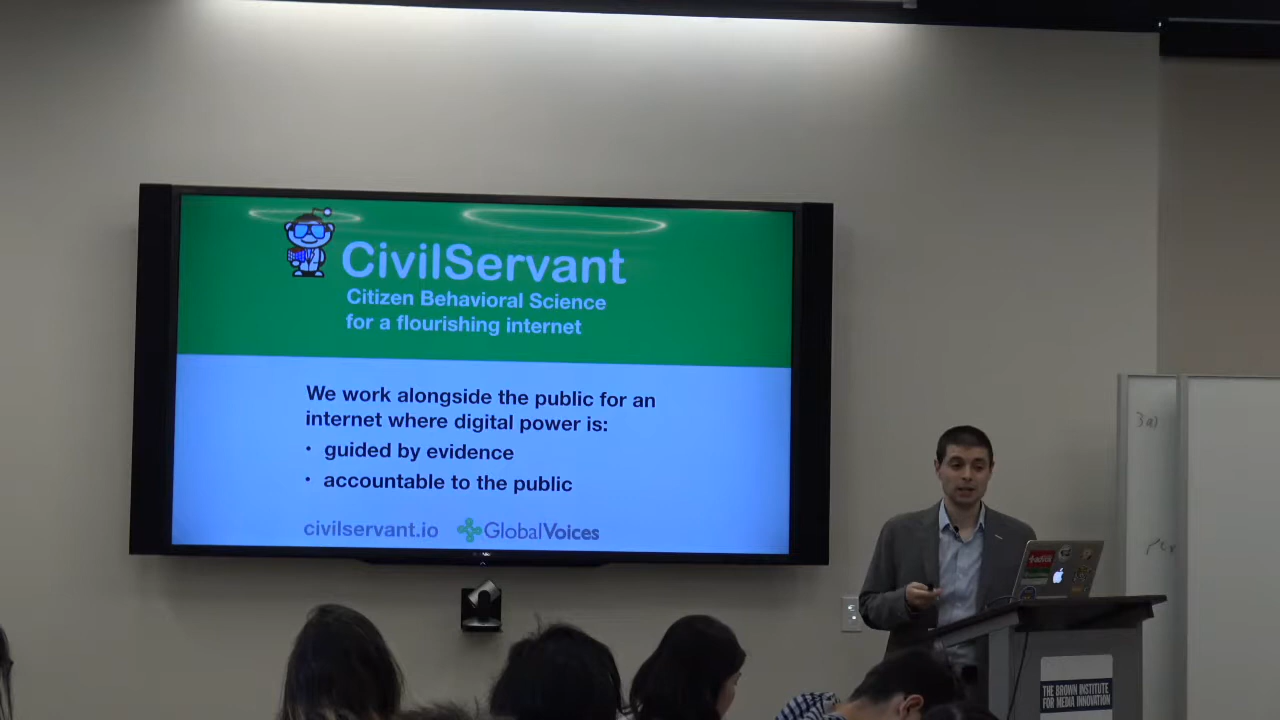 CivilServant
Citizen Behavioral Science
for a flourishing internet
We work alongside the public for an
internet where digital power is:
• guided by evidence
• accountable to the public
civilservant.io GlobalVoices
3a)
THE BROWN INSTITUTE
FOR MEDIA INNOVATION